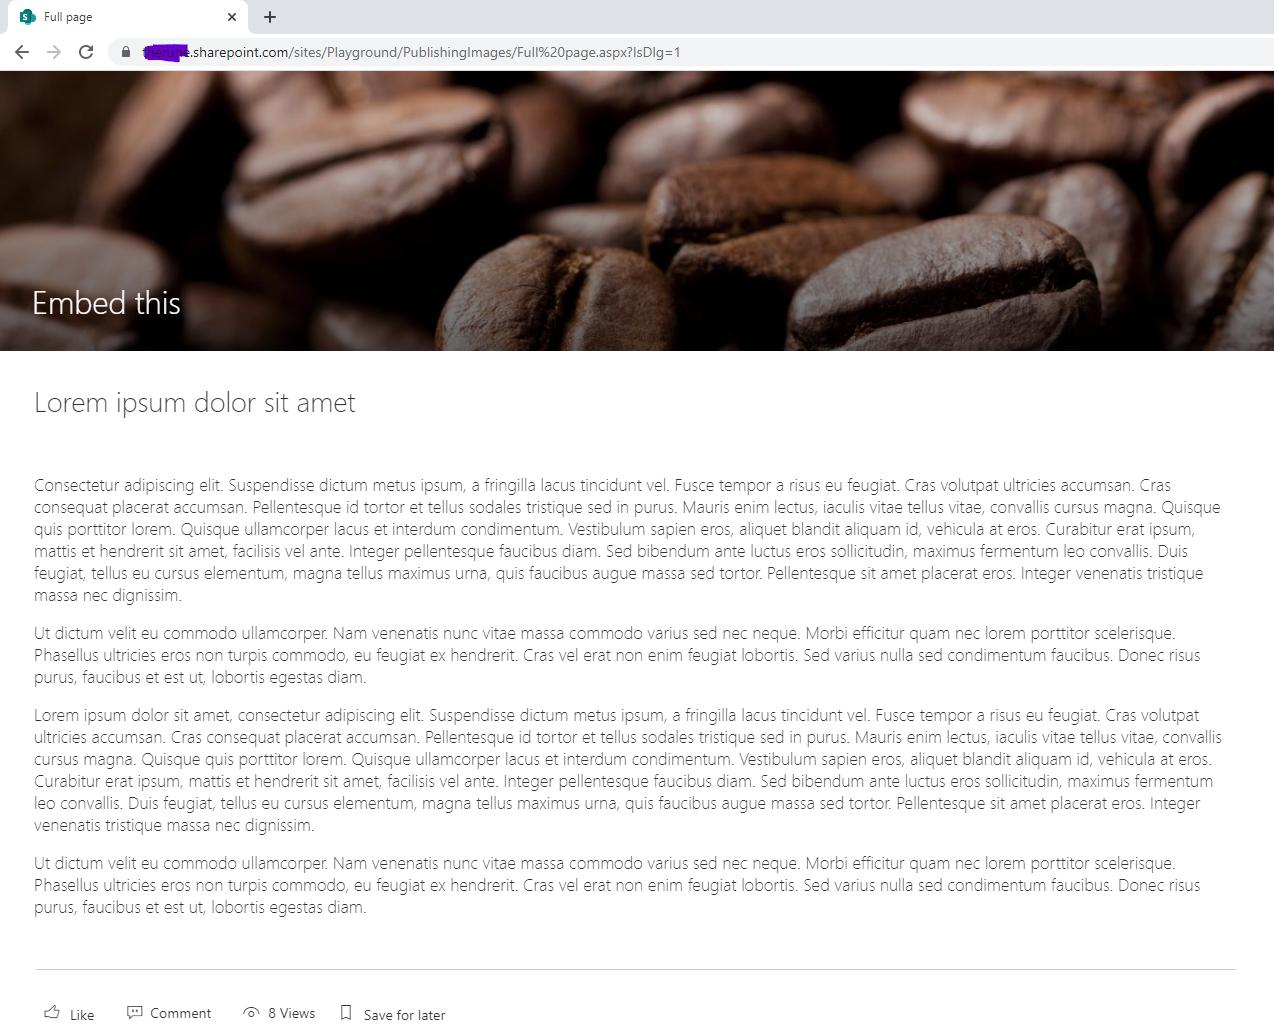 Full page
.sharepoint.com/sites/Playground/PublishingImages/Full%20page.aspx?IsDlg=1
Embed this
Lorem ipsum dolor sit amet
Consectetur adipiscing elit. Suspendisse dictum metus ipsum, a fringilla lacus tincidunt vel. Fusce tempor a risus eu feugiat. Cras volutpat ultricies accumsan. Cras
consequat placerat accumsan. Pellentesque id tortor et tellus sodales tristique sed in purus. Mauris enim lectus, iaculis vitae tellus vitae, convallis cursus magna. Quisque
quis porttitor lorem. Quisque ullamcorper lacus et interdum condimentum. Vestibulum sapien eros, aliquet blandit aliquam id, vehicula at eros. Curabitur erat ipsum,
mattis et hendrerit sit amet, facilisis vel ante. Integer pellentesque faucibus diam. Sed bibendum ante luctus eros sollicitudin, maximus fermentum leo convallis. Duis
feugiat, tellus eu cursus elementum, magna tellus maximus urna, quis faucibus augue massa sed tortor. Pellentesque sit amet placerat eros. Integer venenatis tristique
massa nec dignissim.
Ut dictum velit eu commodo ullamcorper. Nam venenatis nunc vitae massa commodo varius sed nec neque. Morbi efficitur quam nec lorem porttitor scelerisque.
Phasellus ultricies eros non turpis commodo, eu feugiat ex hendrerit. Cras vel erat non enim feugiat lobortis. Sed varius nulla sed condimentum faucibus. Donec risus
purus, faucibus et est ut, lobortis egestas diam.
Lorem ipsum dolor sit amet, consectetur adipiscing elit. Suspendisse dictum metus ipsum, a fringilla lacus tincidunt vel. Fusce tempor a risus eu feugiat. Cras volutpat
ultricies accumsan. Cras consequat placerat accumsan. Pellentesque id tortor et tellus sodales tristique sed in purus. Mauris enim lectus, iaculis vitae tellus vitae, convallis
cursus magna. Quisque quis porttitor lorem. Quisque ullamcorper lacus et interdum condimentum. Vestibulum sapien eros, aliquet blandit aliquam id, vehicula at eros.
Curabitur erat ipsum, mattis et hendrerit sit amet, facilisis vel ante. Integer pellentesque faucibus diam. Sed bibendum ante luctus eros sollicitudin, maximus fermentum
leo convallis. Duis feugiat, tellus eu cursus elementum, magna tellus maximus urna, quis faucibus augue massa sed tortor. Pellentesque sit amet placerat eros. Integer
venenatis tristique massa nec dignissim.
Ut dictum velit eu commodo ullamcorper. Nam venenatis nunc vitae massa commodo varius sed nec neque. Morbi efficitur quam nec lorem porttitor scelerisque.
Phasellus ultricies eros non turpis commodo, eu feugiat ex hendrerit. Cras vel erat non enim feugiat lobortis. Sed varius nulla sed condimentum faucibus. Donec risus
purus, faucibus et est ut, lobortis egestas diam.
Like Comment 8 Views Save for later